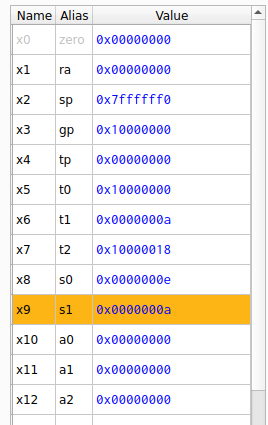 Name Alias Value
x0 zero 0x00000000
x1 ra 0x00000000
x2 sp 0x7ffffff0
x3 gp 0x10000000
x4 tp 0x00000000
x5 t0 0x10000000
x6 t1 0x0000000a
x7 t2 0x10000018
x8 s0 0x0000000e
x9 s1 0x0000000a
x10 a0 0x00000000
x11 a1 0x00000000
x12 a2 0x00000000